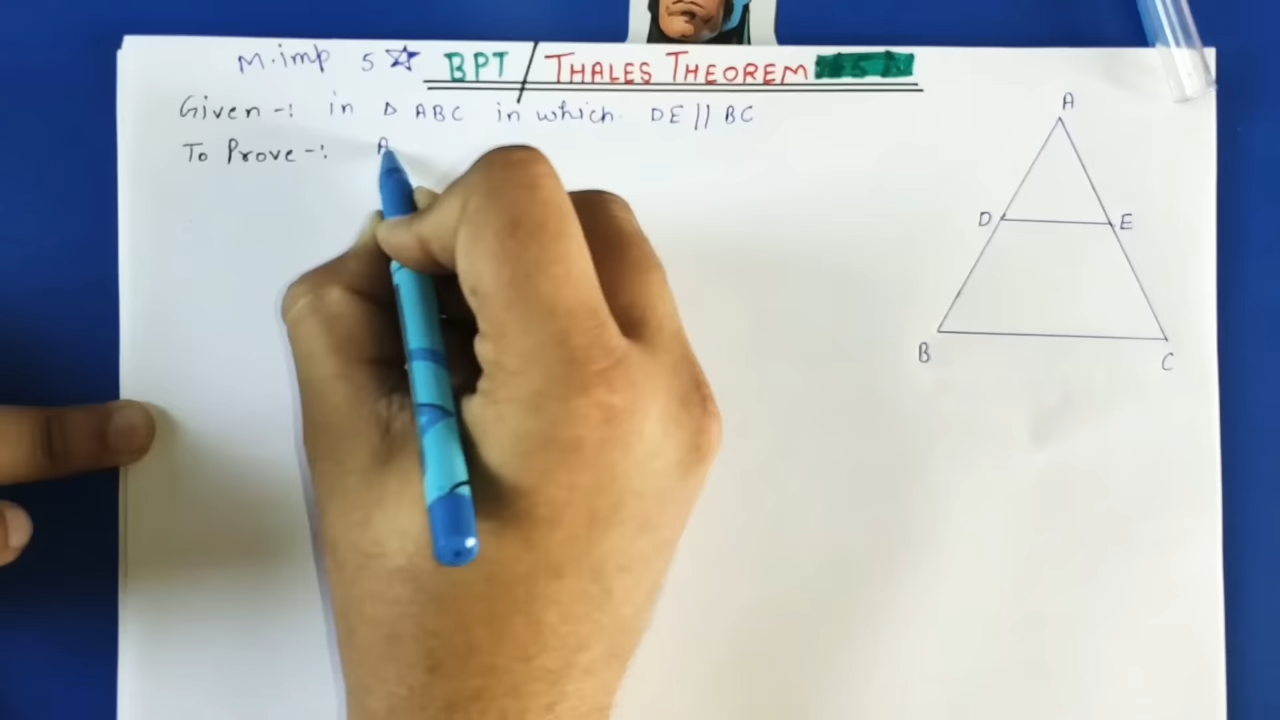 M.imp 5☆ BPT / THALES THEOREM
Given -: in Δ ABC in which DE || BC
To Prove -: A
A
D E
B C